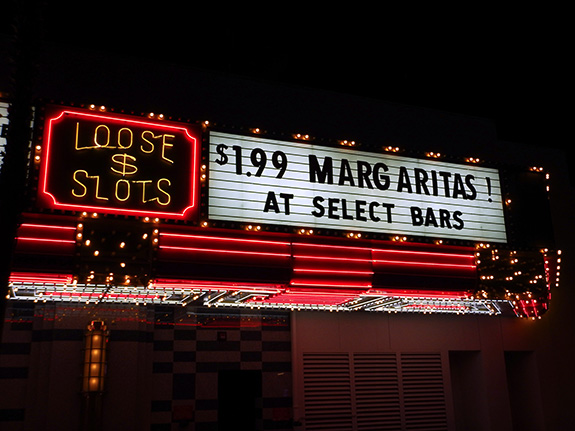 LOOSE
$
SLOTS
$1.99 MARGARITAS!
AT SELECT BARS